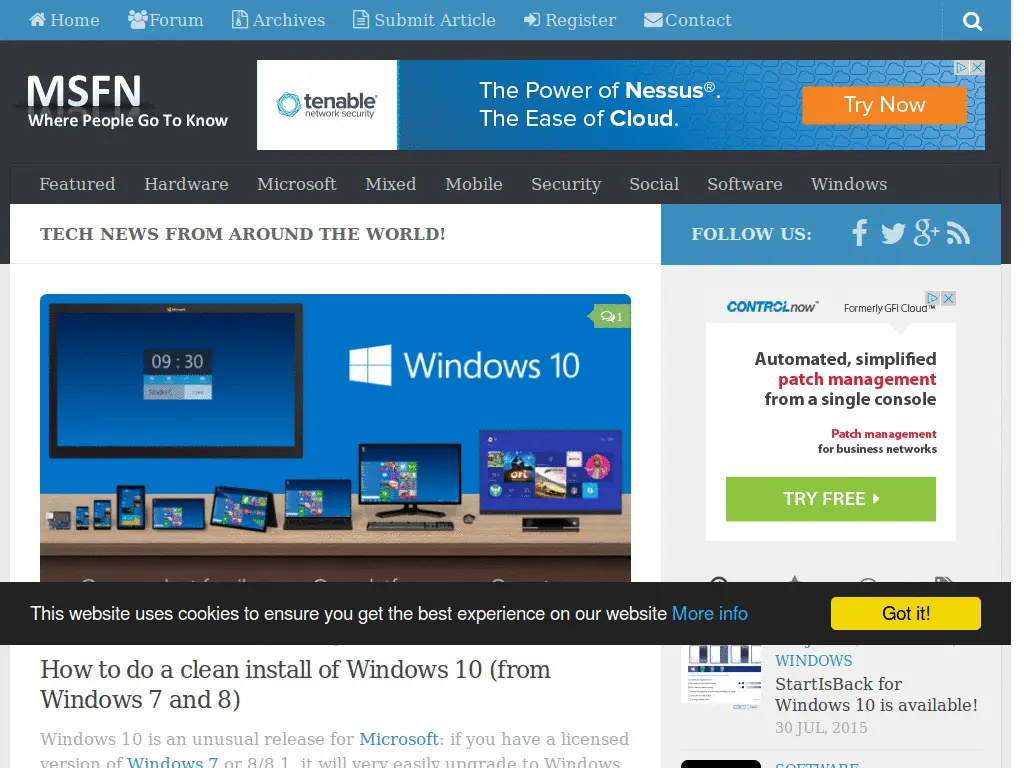 Home Forum Archives Submit Article Register Contact
MSFN
Where People Go To Know
tenable
network security
The Power of Nessus®.
The Ease of Cloud.
Try Now
Featured Hardware Microsoft Mixed Mobile Security Social Software Windows
TECH NEWS FROM AROUND THE WORLD!
FOLLOW US:
1
09:30
Windows 10
CONTROLnow™
Formerly GFI Cloud™
Automated, simplified
patch management
from a single console
Patch management
for business networks
TRY FREE
This website uses cookies to ensure you get the best experience on our website More info
Got it!
How to do a clean install of Windows 10 (from
Windows 7 and 8)
Windows 10 is an unusual release for Microsoft: if you have a licensed
version of Windows 7 or 8/8.1, it will very easily upgrade to Windows
WINDOWS
StartIsBack for
Windows 10 is available!
30 JUL, 2015
SOFTWARE